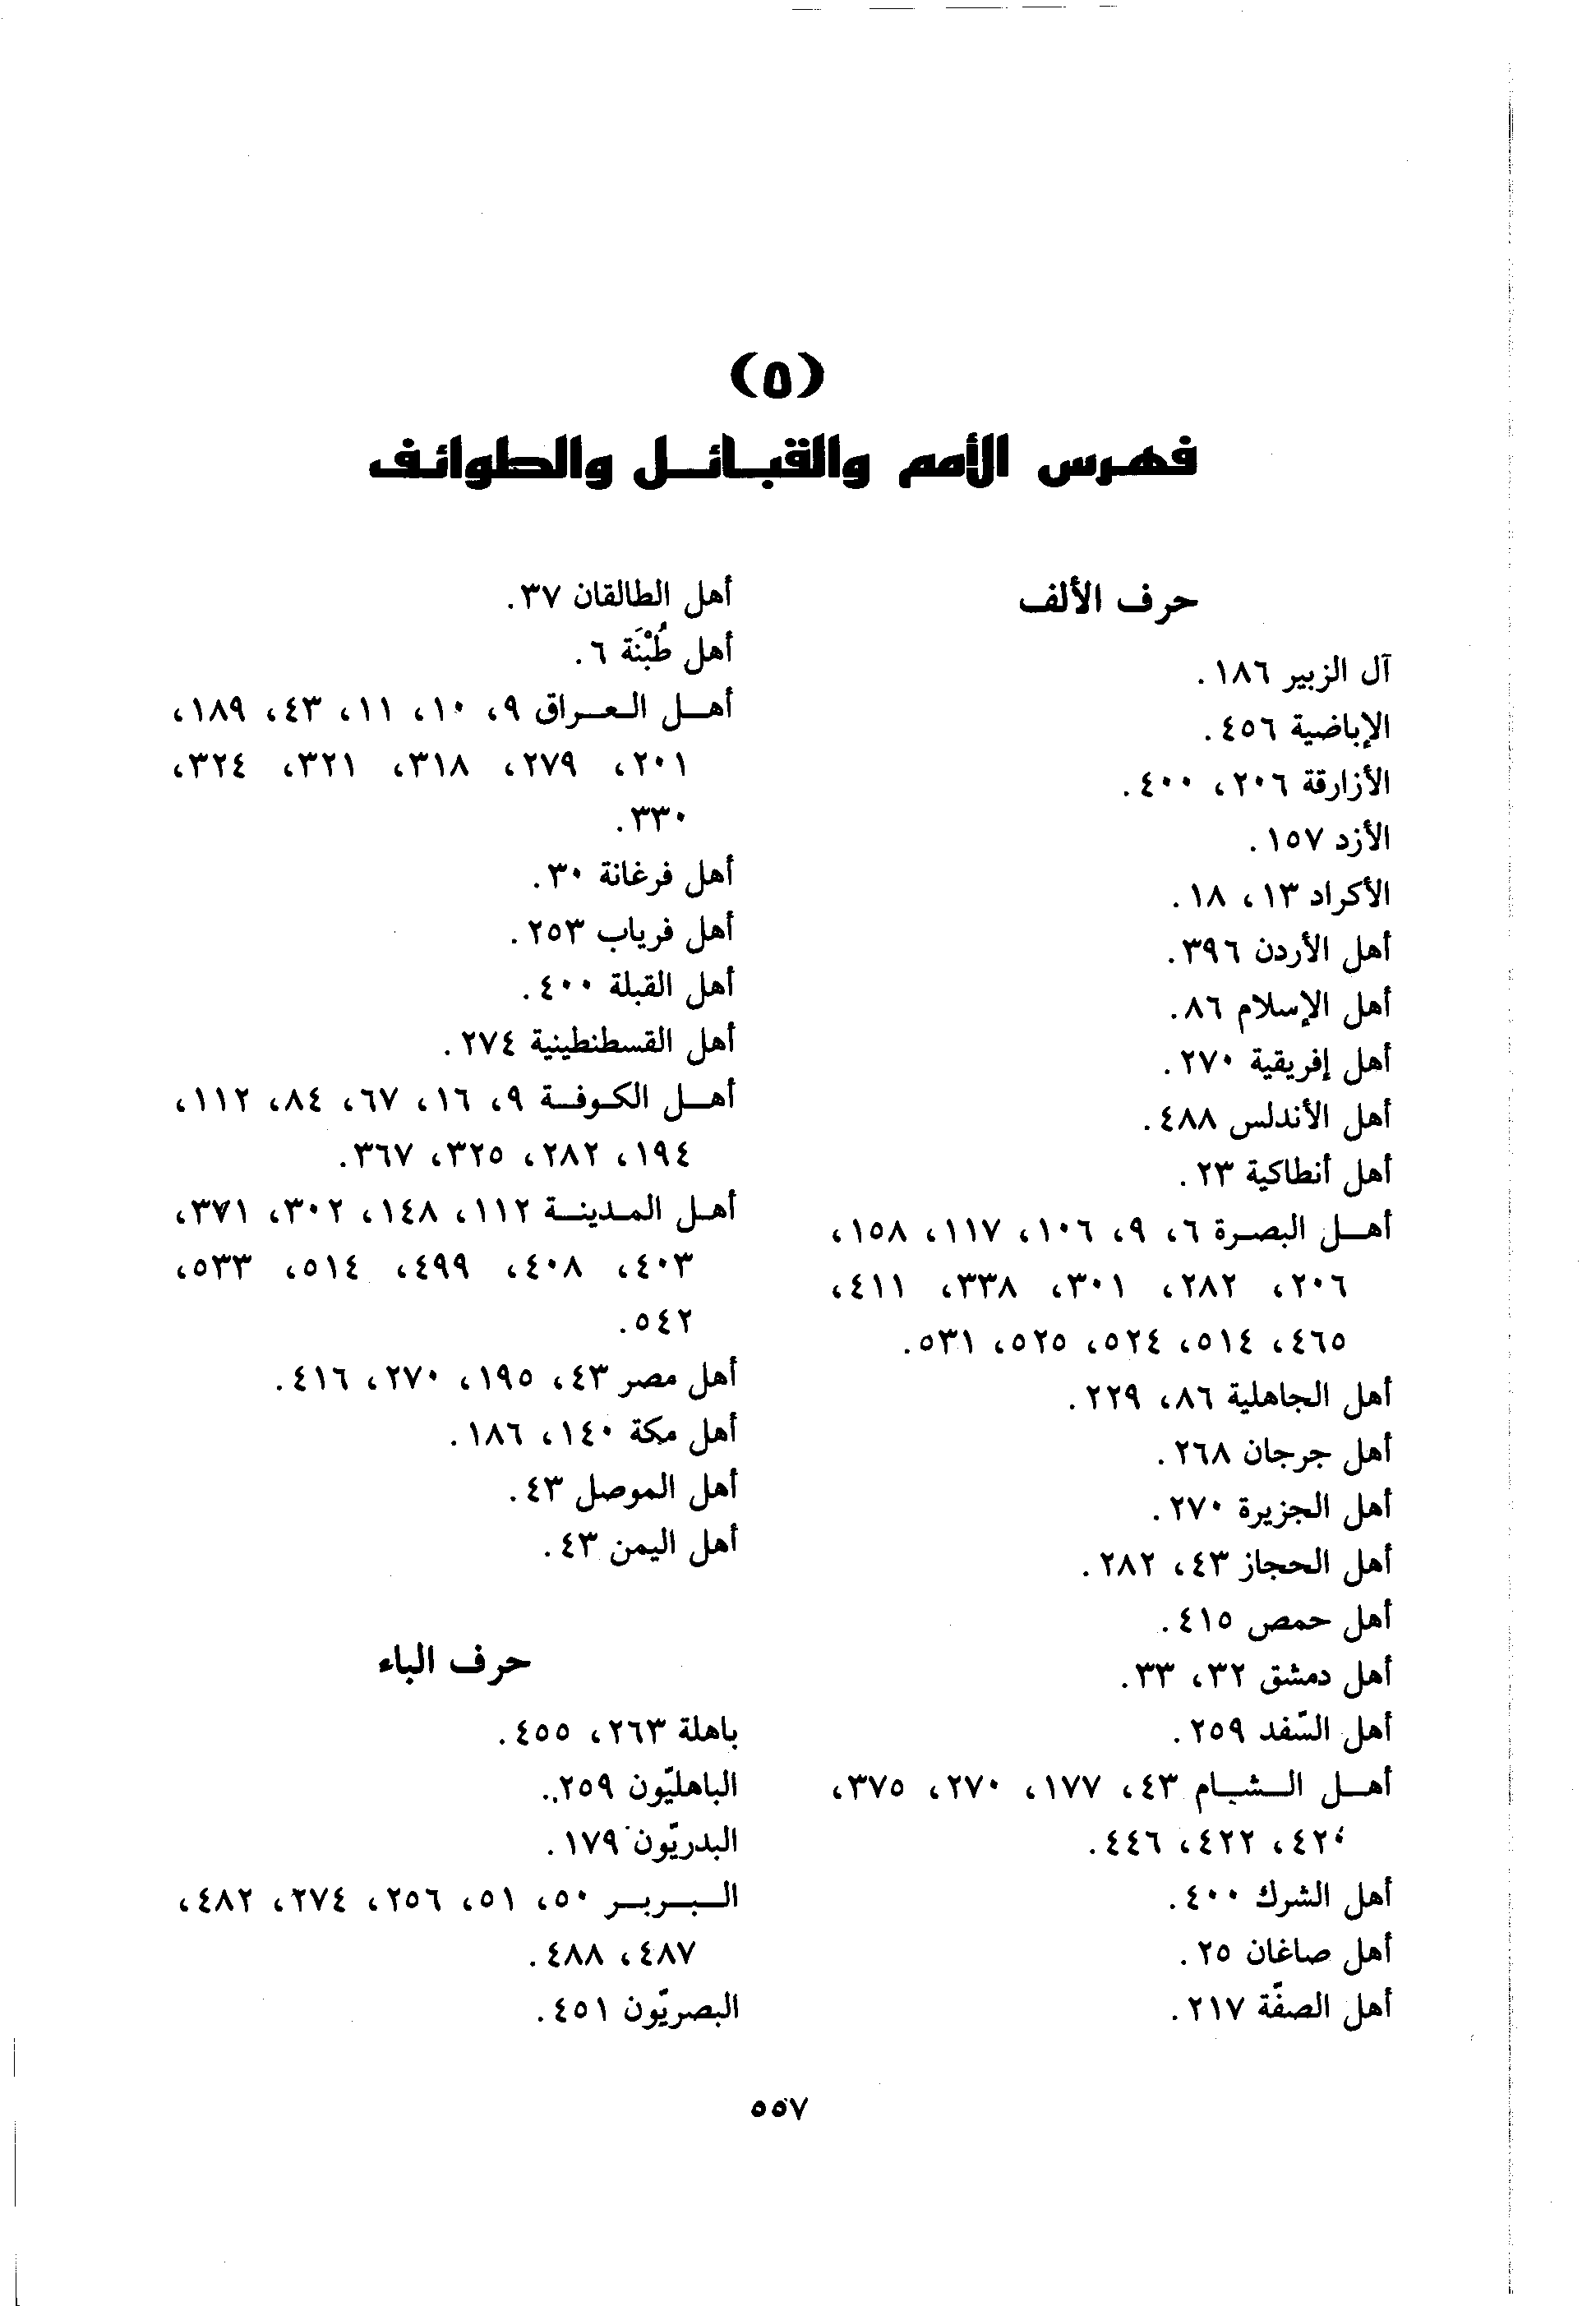 (٥)
فهرس الأمم والقبائل والطوائف
حرف الألف
آل الزبير ١٨٦.
الإباضية ٤٥٦.
الأزارقة ٢٠٦، ٤٠٠.
الأزد ١٥٧.
الأكراد ١٣، ١٨.
أهل الأردن ٣٩٦.
أهل الإسلام ٨٦.
أهل إفريقية ٢٧٠.
أهل الأندلس ٤٨٨.
أهل أنطاكية ٢٣.
أهل البصرة ٦، ٩، ١٠٦، ١١٧، ١٥٨،
٢٠٦، ٢٨٢، ٣٠١، ٣٣٨، ٤١١،
٤٦٥، ٥١٤، ٥٢٤، ٥٢٥، ٥٣١.
أهل الجاهلية ٨٦، ٢٢٩.
أهل جرجان ٢٦٨.
أهل الجزيرة ٢٧٠.
أهل الحجاز ٤٣، ٢٨٢.
أهل حمص ٤١٥.
أهل دمشق ٣٢، ٣٣.
أهل السّفد ٢٥٩.
أهل الشام ٤٣، ١٧٧، ٢٧٠، ٣٧٥،
٤٢٠، ٤٢٢، ٤٤٦.
أهل الشرك ٤٠٠.
أهل صاغان ٢٥.
أهل الصفّة ٢١٧.
أهل الطالقان ٣٧.
أهل طُبْنَة ٦.
أهل العراق ٩، ١٠، ١١، ٤٣، ١٨٩،
٢٠١، ٢٧٩، ٣١٨، ٣٢١، ٣٢٤،
٣٣٠.
أهل فرغانة ٣٠.
أهل فرياب ٢٥٣.
أهل القبلة ٤٠٠.
أهل القسطنطينية ٢٧٤.
أهل الكوفة ٩، ١٦، ٦٧، ٨٤، ١١٢،
١٩٤، ٢٨٢، ٣٢٥، ٣٦٧.
أهل المدينة ١١٢، ١٤٨، ٣٠٢، ٣٧١،
٤٠٣، ٤٠٨، ٤٩٩، ٥١٤، ٥٣٣،
٥٤٢.
أهل مصر ٤٣، ١٩٥، ٢٧٠، ٤١٦.
أهل مكة ١٤٠، ١٨٦.
أهل الموصل ٤٣.
أهل اليمن ٤٣.
حرف الباء
باهلة ٢٦٣، ٤٥٥.
الباهليّون ٢٥٩.
البدريّون ١٧٩.
البربر ٥٠، ٥١، ٢٥٦، ٢٧٤، ٤٨٢،
٤٨٧، ٤٨٨.
البصريّون ٤٥١.
٥٥٧